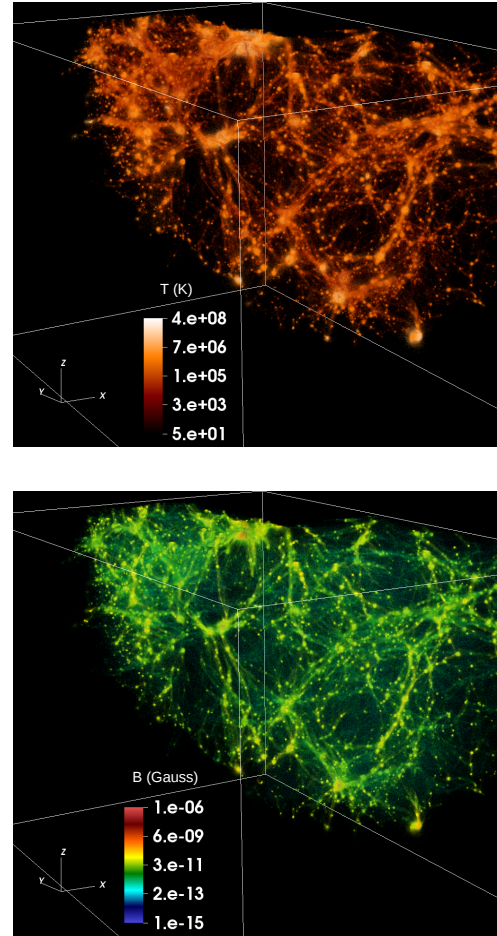 T (K)
4.e+08
7.e+06
1.e+05
3.e+03
5.e+01
Z
Y
X
B (Gauss)
1.e-06
6.e-09
3.e-11
2.e-13
1.e-15
Z
Y
X